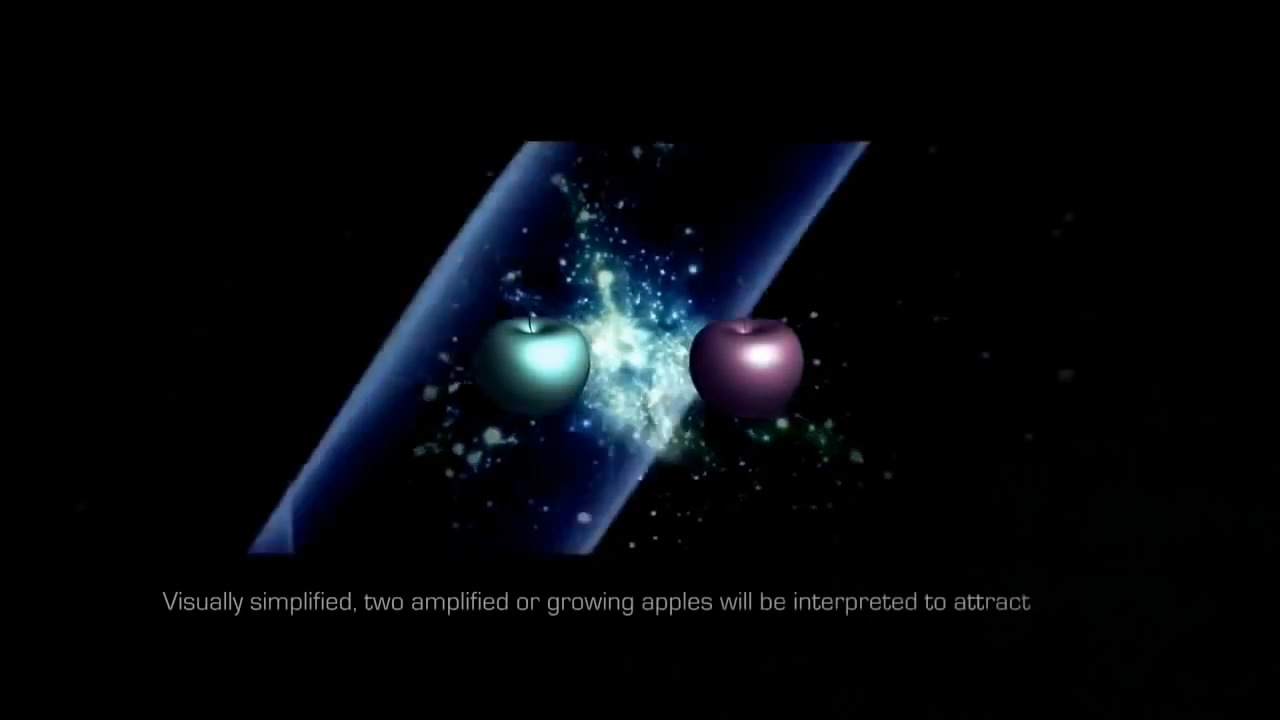 Visually simplified, two amplified or growing apples will be interpreted to attract